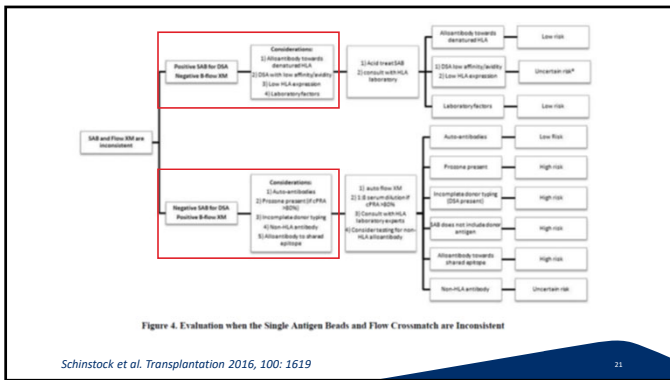 Positive SAB for DSA
Negative B-flow XM
Considerations:
1) Alloantibody towards
denatured HLA
2) DSA with low affinity/avidity
3) Low HLA expression
4) Laboratory factors
1) Acid treat SAB
2) consult with HLA
laboratory
Alloantibody towards
denatured HLA
Low risk
1) DSA low affinity/avidity
2) Low HLA expression
Uncertain risk*
Laboratory factors
Low risk
SAB and Flow XM are
inconsistent
Negative SAB for DSA
Positive B-flow XM
Considerations:
1) Auto-antibodies
2) Prozone present (if cPRA
>80%)
3) Incomplete donor typing
4) Non-HLA antibody
5) Alloantibody to shared
epitope
1) auto flow XM
2) 1:8 serum dilution if
cPRA >80%
3) Consult with HLA
laboratory experts
4) Consider testing for non-
HLA alloantibody
Auto-antibodies
Low Risk
Prozone present
High risk
Incomplete donor typing
(DSA present)
High risk
SAB does not include donor
antigen
High risk
Alloantibody towards
shared epitope
High risk
Non-HLA antibody
Uncertain risk
Figure 4. Evaluation when the Single Antigen Beads and Flow Crossmatch are Inconsistent
Schinstock et al. Transplantation 2016, 100: 1619
21